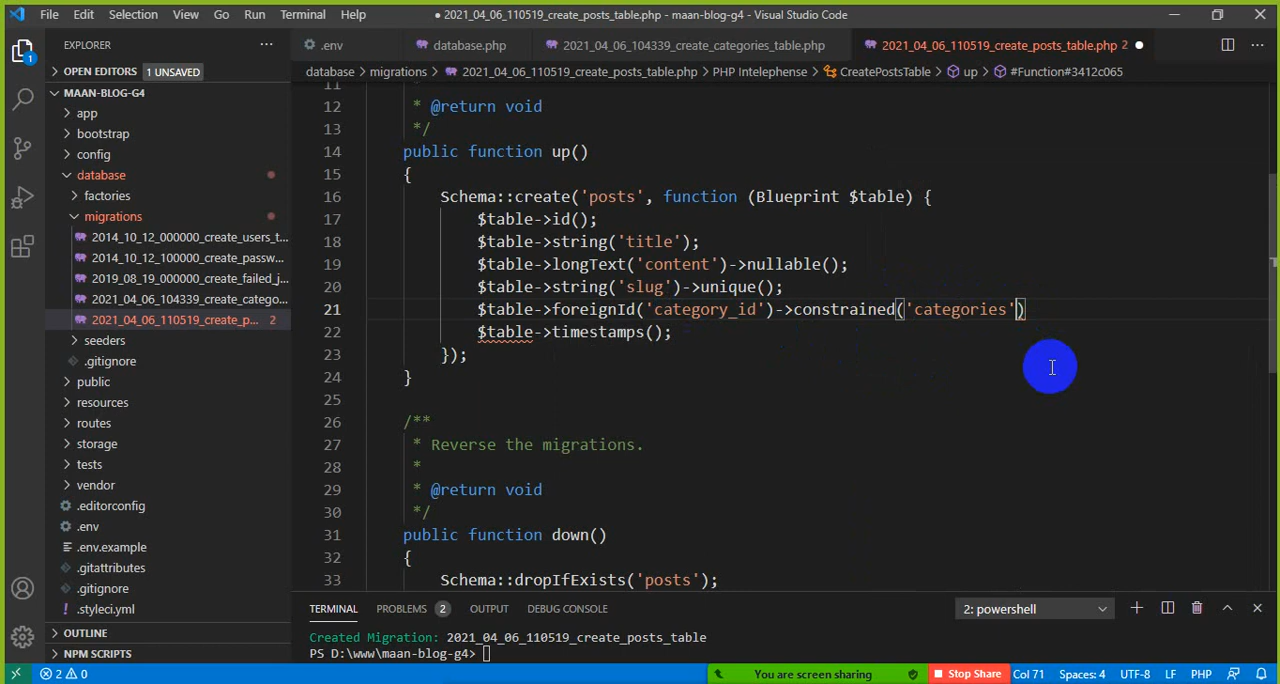 File Edit Selection View Go Run Terminal Help
● 2021_04_06_110519_create_posts_table.php - maan-blog-g4 - Visual Studio Code
EXPLORER
.env
database.php
2021_04_06_104339_create_categories_table.php
2021_04_06_110519_create_posts_table.php 2 ●
OPEN EDITORS 1 UNSAVED
database > migrations > 2021_04_06_110519_create_posts_table.php > PHP Intelephense > CreatePostsTable > up > #Function#3412c065
MAAN-BLOG-G4
app
bootstrap
config
database
factories
migrations
2014_10_12_000000_create_users_t...
2014_10_12_100000_create_passw...
2019_08_19_000000_create_failed_j...
2021_04_06_104339_create_catego...
2021_04_06_110519_create_p... 2
seeders
.gitignore
public
resources
routes
storage
tests
vendor
.editorconfig
.env
.env.example
.gitattributes
.gitignore
.styleci.yml
OUTLINE
NPM SCRIPTS
1
11
12 * @return void
13 */
14 public function up()
15 {
16 Schema::create('posts', function (Blueprint $table) {
17 $table->id();
18 $table->string('title');
19 $table->longText('content')->nullable();
20 $table->string('slug')->unique();
21 $table->foreignId('category_id')->constrained('categories')
22 $table->timestamps();
23 });
24 }
25
26 /**
27 * Reverse the migrations.
28 *
29 * @return void
30 */
31 public function down()
32 {
33 Schema::dropIfExists('posts');
TERMINAL PROBLEMS 2 OUTPUT DEBUG CONSOLE
2: powershell
Created Migration: 2021_04_06_110519_create_posts_table
PS D:\www\maan-blog-g4>
2 0
You are screen sharing
Stop Share
Col 71 Spaces: 4 UTF-8 LF PHP